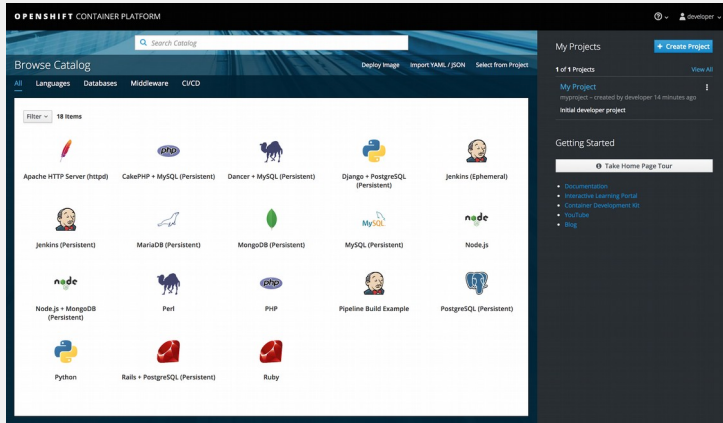 OPENSHIFT CONTAINER PLATFORM
developer
Search Catalog
Browse Catalog
Deploy Image Import YAML / JSON Select from Project
All Languages Databases Middleware CI/CD
Filter 18 Items
php
Apache HTTP Server (httpd) CakePHP + MySQL (Persistent) Dancer + MySQL (Persistent) Django + PostgreSQL Jenkins (Ephemeral)
(Persistent)
MySQL node
Jenkins (Persistent) MariaDB (Persistent) MongoDB (Persistent) MySQL (Persistent) Node.js
node php
Node.js + MongoDB Perl PHP Pipeline Build Example PostgreSQL (Persistent)
(Persistent)
Python Rails + PostgreSQL (Persistent) Ruby
My Projects + Create Project
1 of 1 Projects View All
My Project
myproject – created by developer 14 minutes ago
Initial developer project
Getting Started
Take Home Page Tour
Documentation
Interactive Learning Portal
Container Development Kit
YouTube
Blog